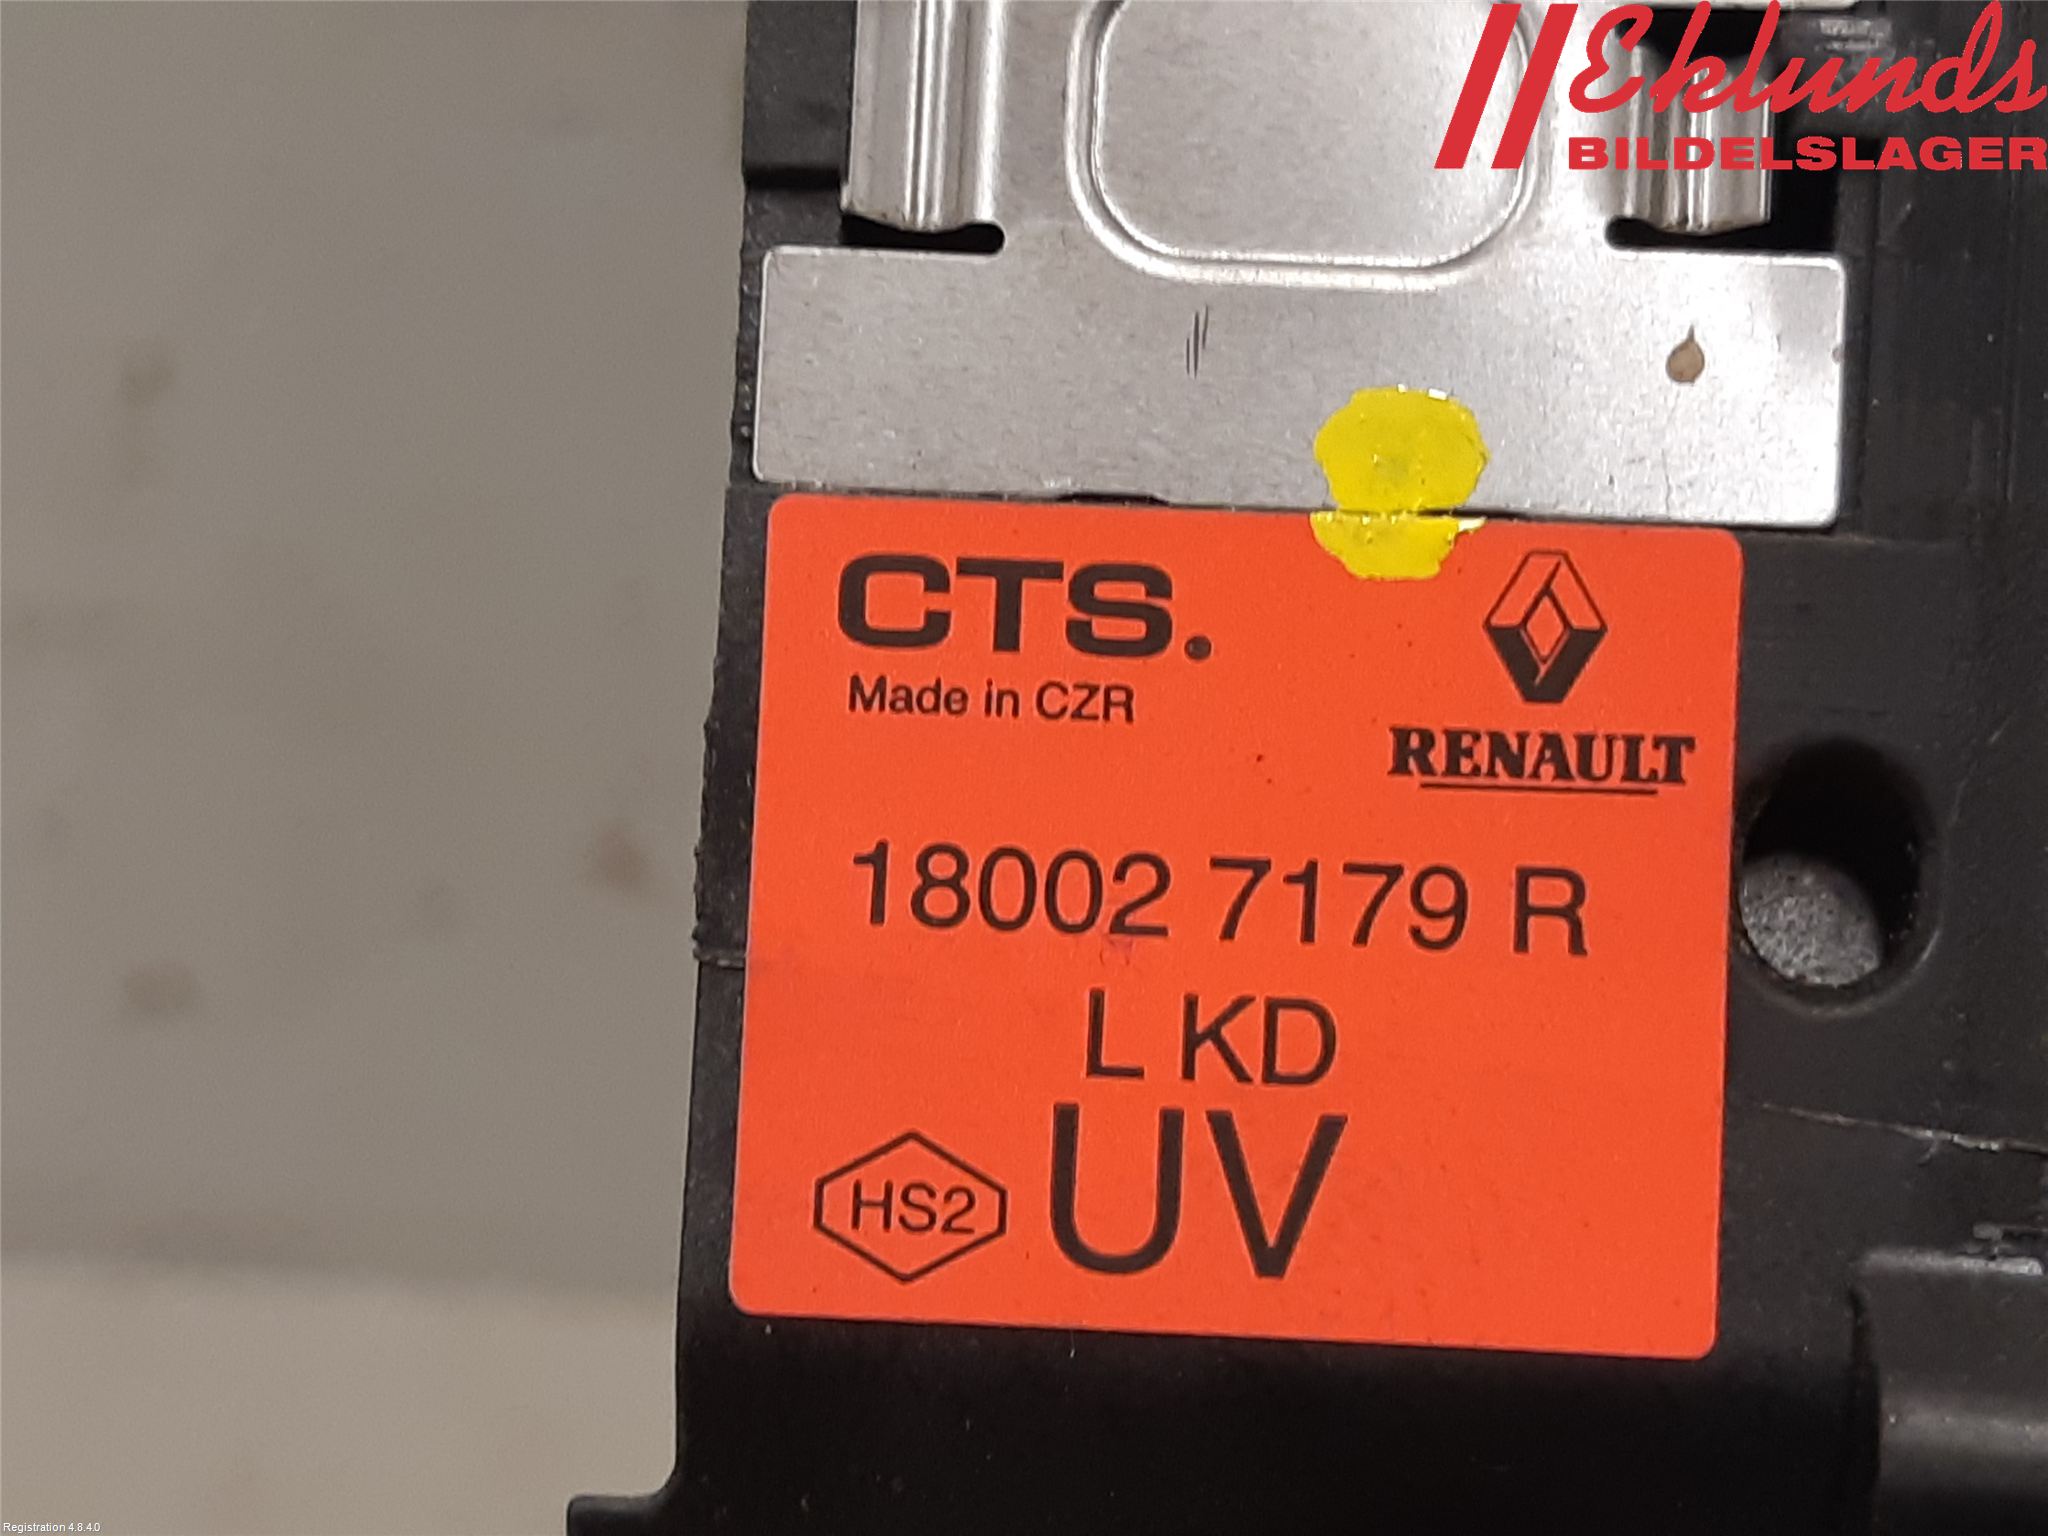 Eklunds
BILDELSLAGER
CTS.
Made in CZR
RENAULT
18002 7179 R
L KD
UV
HS2
Registration 4.8.4.0